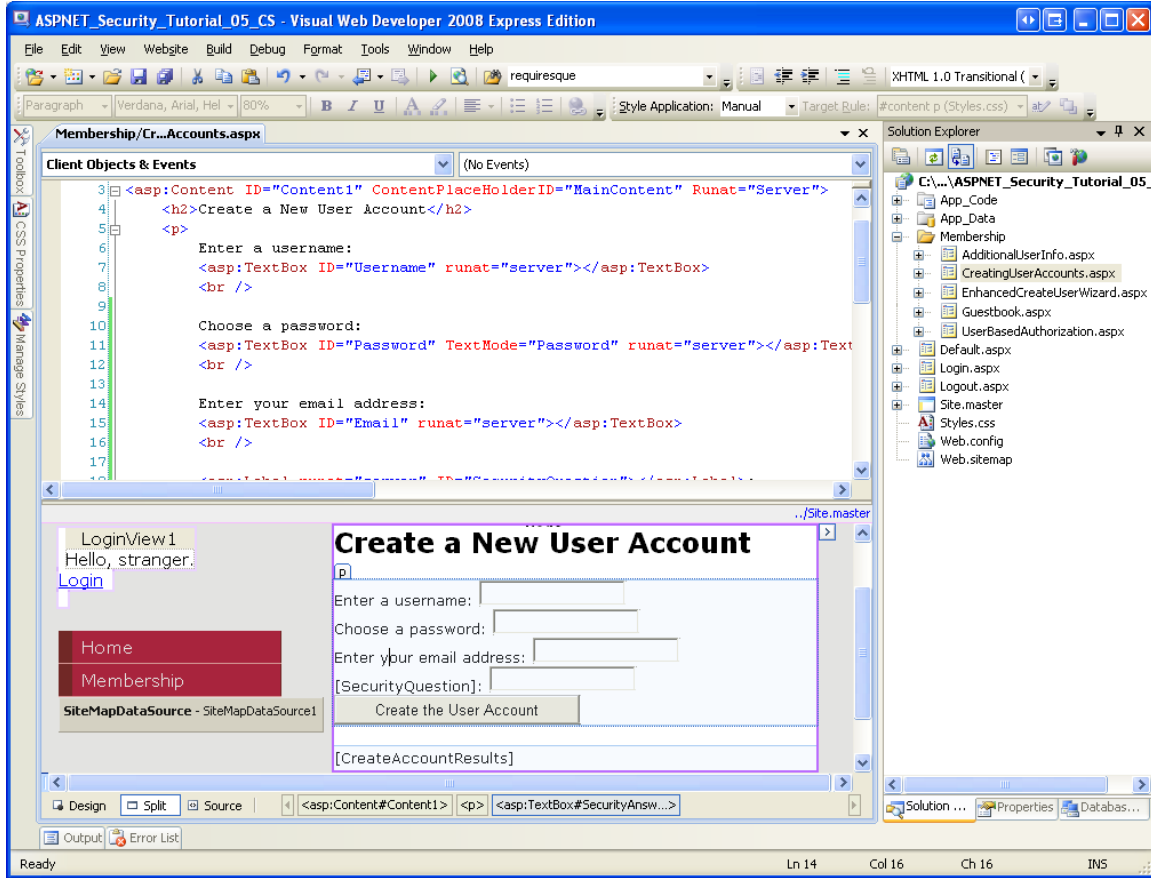 ASPNET_Security_Tutorial_05_CS - Visual Web Developer 2008 Express Edition
File Edit View Website Build Debug Format Tools Window Help
requiresque XHTML 1.0 Transitional (
Paragraph Verdana, Arial, Hel 80% B I U A Style Application: Manual Target Rule: #content p (Styles.css) ab
Toolbox
CSS Properties
Manage Styles
Membership/Cr...Accounts.aspx
Client Objects & Events (No Events)
3 <asp:Content ID="Content1" ContentPlaceHolderID="MainContent" Runat="Server">
4 <h2>Create a New User Account</h2>
5 <p>
6 Enter a username:
7 <asp:TextBox ID="Username" runat="server"></asp:TextBox>
8 <br />
9
10 Choose a password:
11 <asp:TextBox ID="Password" TextMode="Password" runat="server"></asp:Text
12 <br />
13
14 Enter your email address:
15 <asp:TextBox ID="Email" runat="server"></asp:TextBox>
16 <br />
17
18 <asp:Label runat="server" ID="SecurityQuestion"></asp:Label>:
../Site.master
LoginView1
Hello, stranger.
Login
Home
Membership
SiteMapDataSource - SiteMapDataSource1
Create a New User Account
p
Enter a username:
Choose a password:
Enter your email address:
[SecurityQuestion]:
Create the User Account
[CreateAccountResults]
Design Split Source <asp:Content#Content1> <p> <asp:TextBox#SecurityAnsw...>
Output Error List
Solution Explorer
C:\...\ASPNET_Security_Tutorial_05_
App_Code
App_Data
Membership
AdditionalUserInfo.aspx
CreatingUserAccounts.aspx
EnhancedCreateUserWizard.aspx
Guestbook.aspx
UserBasedAuthorization.aspx
Default.aspx
Login.aspx
Logout.aspx
Site.master
Styles.css
Web.config
Web.sitemap
Solution ... Properties Databas...
Ready Ln 14 Col 16 Ch 16 INS